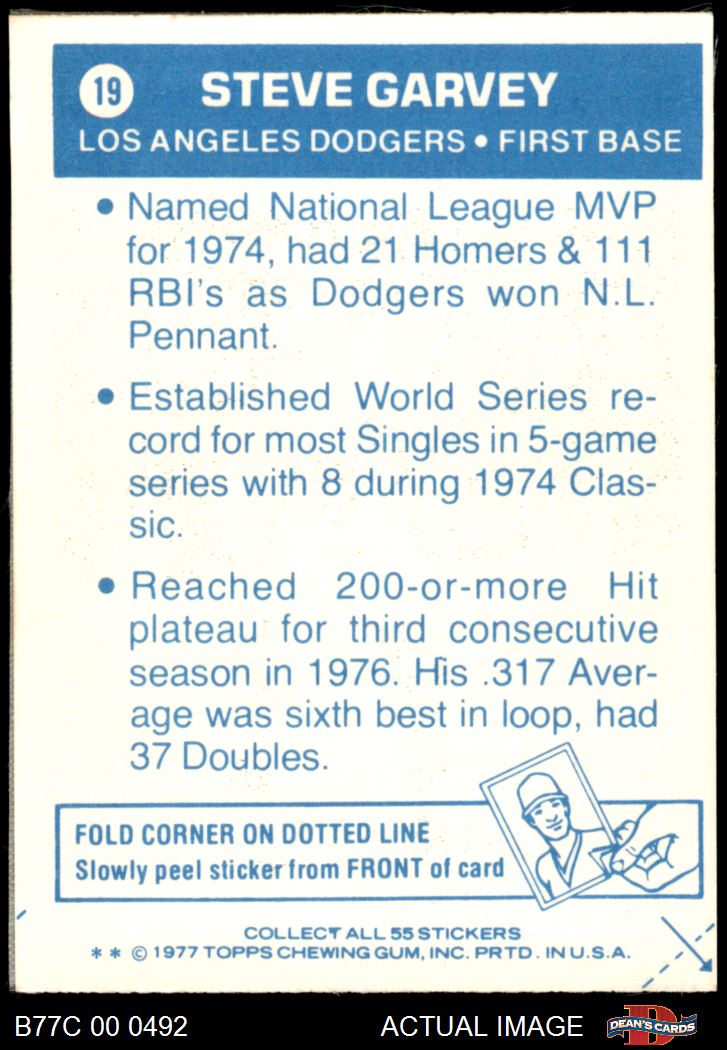 19 STEVE GARVEY
LOS ANGELES DODGERS • FIRST BASE
• Named National League MVP
for 1974, had 21 Homers & 111
RBI's as Dodgers won N.L.
Pennant.
• Established World Series re-
cord for most Singles in 5-game
series with 8 during 1974 Clas-
sic.
• Reached 200-or-more Hit
plateau for third consecutive
season in 1976. His .317 Aver-
age was sixth best in loop, had
37 Doubles.
FOLD CORNER ON DOTTED LINE
Slowly peel sticker from FRONT of card
COLLECT ALL 55 STICKERS
* * © 1977 TOPPS CHEWING GUM, INC. PRTD. IN U.S.A.
B77C 00 0492 ACTUAL IMAGE D DEAN'S CARDS